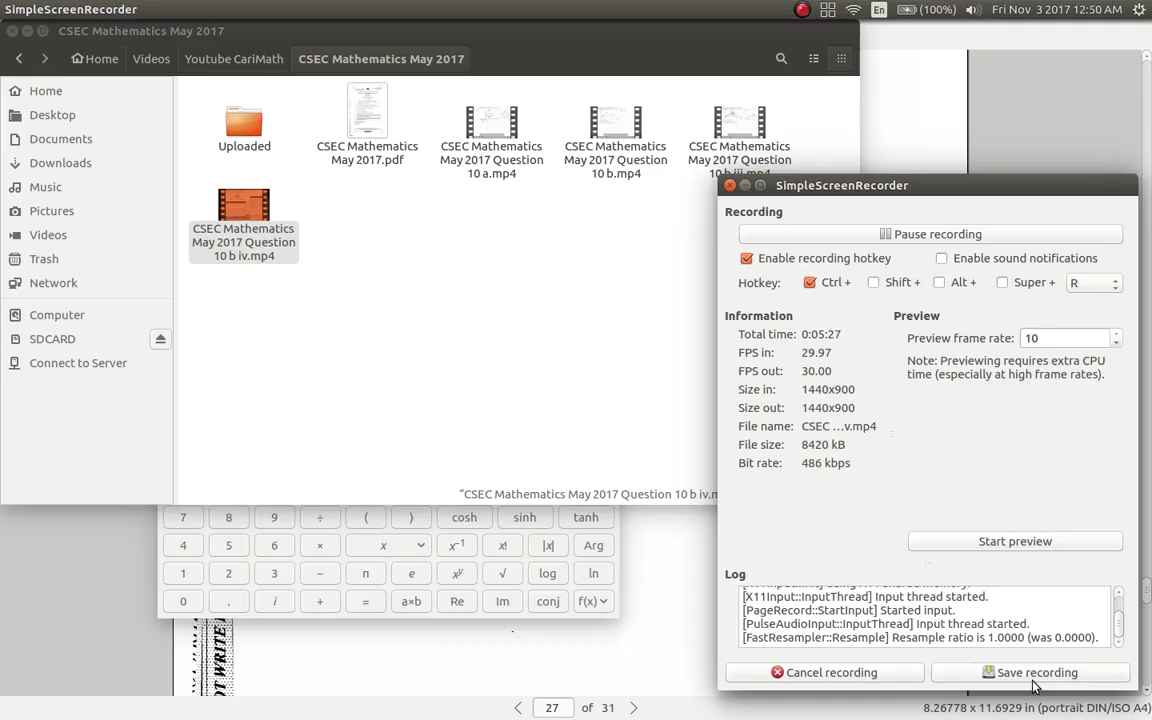 SimpleScreenRecorder
En
(100%)
Fri Nov 3 2017 12:50 AM
CSEC Mathematics May 2017
Home
Videos
Youtube CariMath
CSEC Mathematics May 2017
Home
Desktop
Documents
Downloads
Music
Pictures
Videos
Trash
Network
Computer
SDCARD
Connect to Server
Uploaded
CSEC Mathematics
May 2017.pdf
CSEC Mathematics
May 2017 Question
10 a.mp4
CSEC Mathematics
May 2017 Question
10 b.mp4
CSEC Mathematics
May 2017 Question
10 b iii.mp4
CSEC Mathematics
May 2017 Question
10 b iv.mp4
"CSEC Mathematics May 2017 Question 10 b iv.m
7 8 9 ÷ ( ) cosh sinh tanh
4 5 6 × x x⁻¹ x! |x| Arg
1 2 3 − π e xʸ √ log ln
0 . i + = a×b Re Im conj f(x)
OT WRITE
27 of 31
8.26778 x 11.6929 in (portrait DIN/ISO A4)
SimpleScreenRecorder
Recording
Pause recording
Enable recording hotkey
Enable sound notifications
Hotkey: Ctrl + Shift + Alt + Super + R
Information
Total time: 0:05:27
FPS in: 29.97
FPS out: 30.00
Size in: 1440x900
Size out: 1440x900
File name: CSEC ...v.mp4
File size: 8420 kB
Bit rate: 486 kbps
Preview
Preview frame rate: 10
Note: Previewing requires extra CPU
time (especially at high frame rates).
Start preview
Log
[X11Input::InputThread] Input thread started.
[PageRecord::StartInput] Started input.
[PulseAudioInput::InputThread] Input thread started.
[FastResampler::Resample] Resample ratio is 1.0000 (was 0.0000).
Cancel recording
Save recording